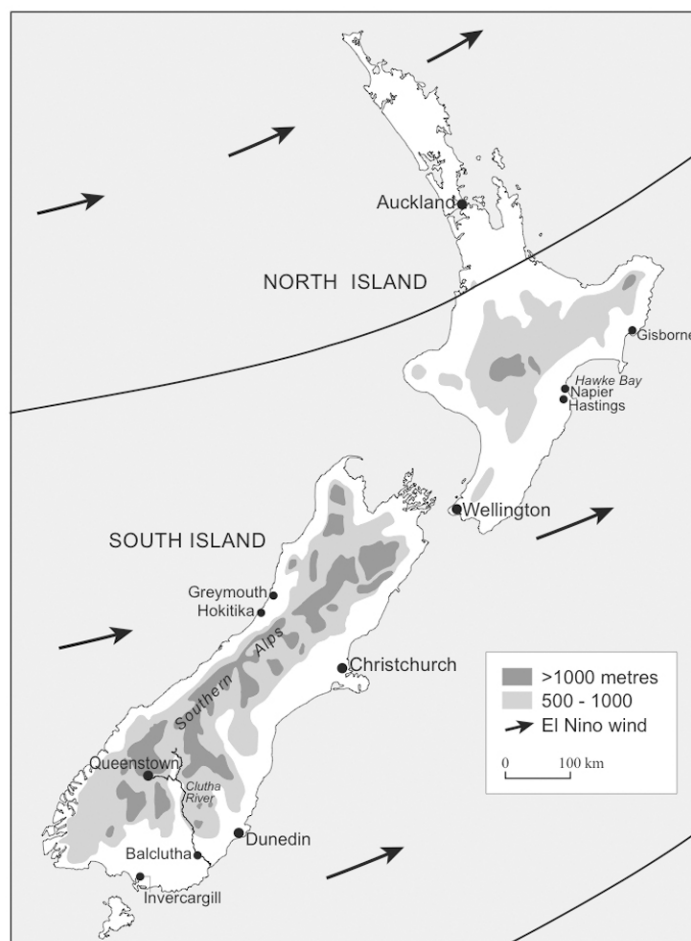 Auckland
NORTH ISLAND
Gisborne
Hawke Bay
Napier
Hastings
Wellington
SOUTH ISLAND
Greymouth
Hokitika
Southern Alps
Christchurch
>1000 metres
500 - 1000
El Nino wind
0 100 km
Queenstown
Clutha
River
Dunedin
Balclutha
Invercargill